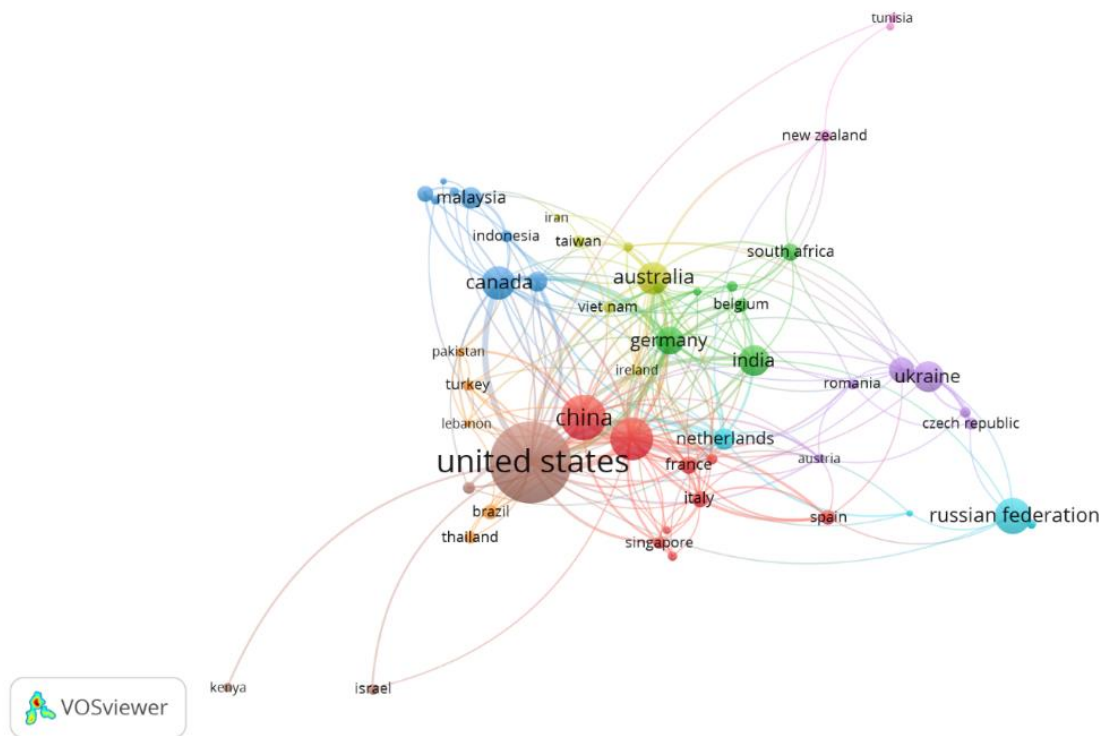 tunisia
new zealand
malaysia
iran
indonesia
taiwan
south africa
canada
australia
viet nam
belgium
germany
pakistan
india
ireland
turkey
romania
ukraine
lebanon
china
netherlands
czech republic
united states
france
austria
italy
brazil
spain
russian federation
thailand
singapore
kenya
israel
VOSviewer